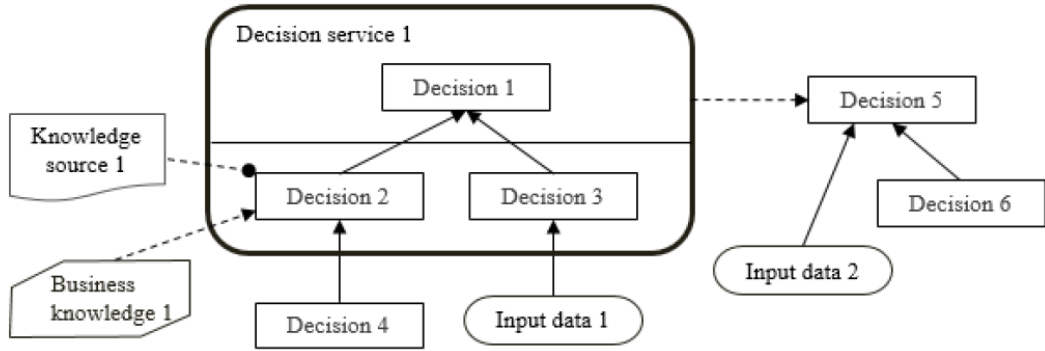 Decision service 1
Decision 1
Decision 5
Knowledge
source 1
Decision 2
Decision 3
Decision 6
Business
knowledge 1
Input data 2
Decision 4
Input data 1